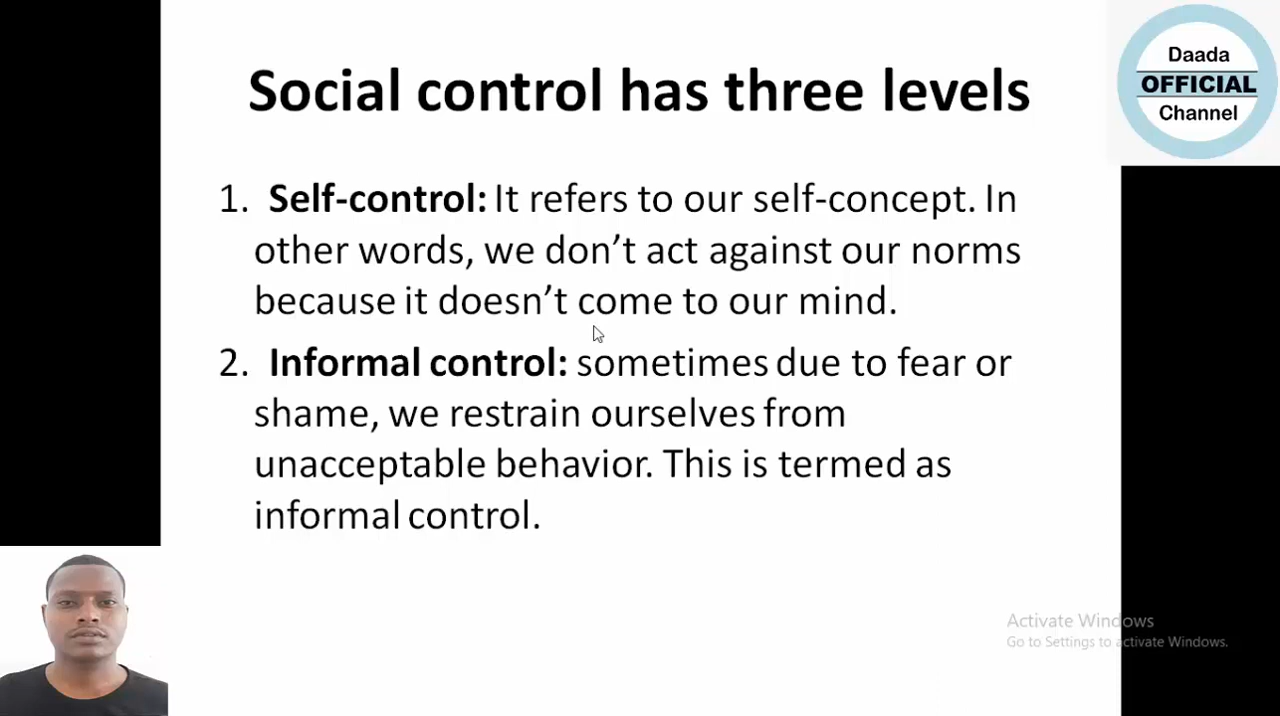 Social control has three levels
Daada
OFFICIAL
Channel
1. Self-control: It refers to our self-concept. In
other words, we don't act against our norms
because it doesn't come to our mind.
2. Informal control: sometimes due to fear or
shame, we restrain ourselves from
unacceptable behavior. This is termed as
informal control.
Activate Windows
Go to Settings to activate Windows.